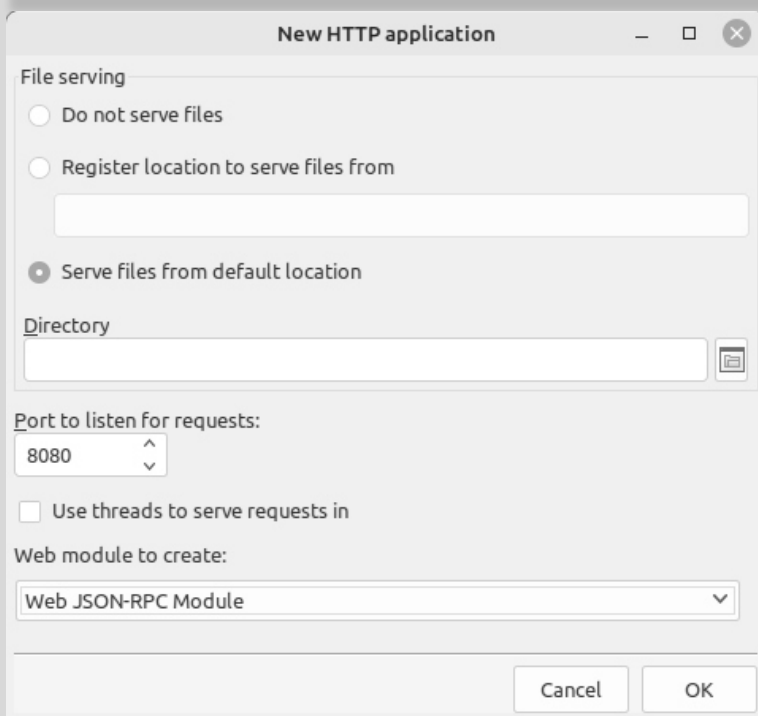 New HTTP application
File serving
Do not serve files
Register location to serve files from
Serve files from default location
Directory
Port to listen for requests:
8080
Use threads to serve requests in
Web module to create:
Web JSON-RPC Module
Cancel OK